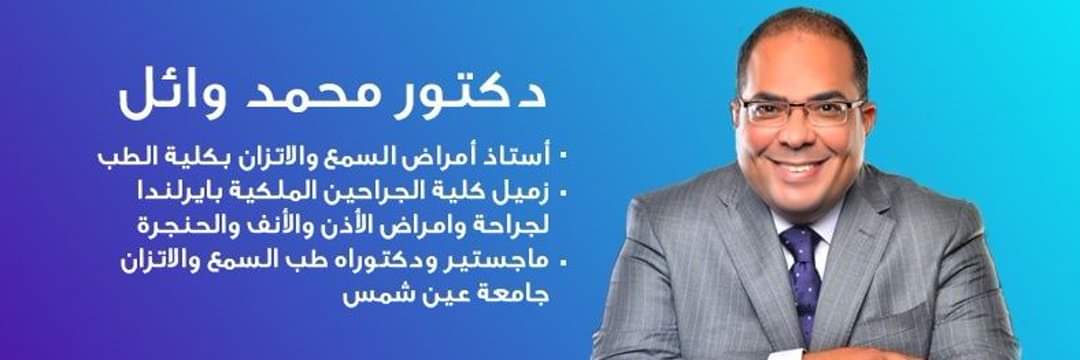 دكتور محمد وائل
· أستاذ أمراض السمع والاتزان بكلية الطب
· زميل كلية الجراحين الملكية بايرلندا
لجراحة وامراض الأذن والأنف والحنجرة
· ماجستير ودكتوراه طب السمع والاتزان
جامعة عين شمس